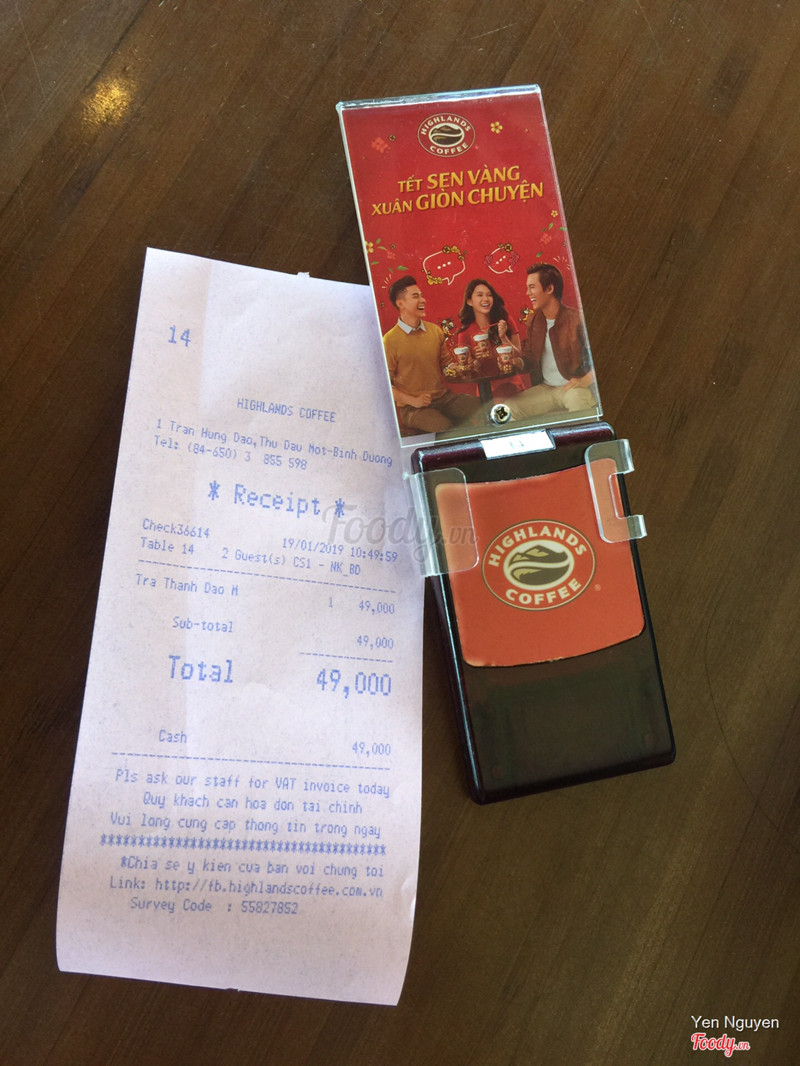 HIGHLANDS COFFEE
TẾT SEN VÀNG
XUÂN GIÒN CHUYỆN
14
HIGHLANDS COFFEE
1 Tran Hung Dao,Thu Dau Mot-Binh Duong
Tel: (84-650) 3 855 598
* Receipt *
Check36614 19/01/2019 10:49:59
Table 14 2 Guest(s) CS1 - NK_BD
Tra Thanh Dao M 1 49,000
Sub-total 49,000
Total 49,000
Cash 49,000
Pls ask our staff for VAT invoice today
Quy khach can hoa don tai chinh
Vui long cung cap thong tin trong ngay
**************************************
*Chia se y kien cua ban voi chung toi
Link: http://fb.highlandscoffee.com.vn
Survey Code : 55827852
HIGHLANDS COFFEE
Foody.vn
Yen Nguyen
Foody.vn